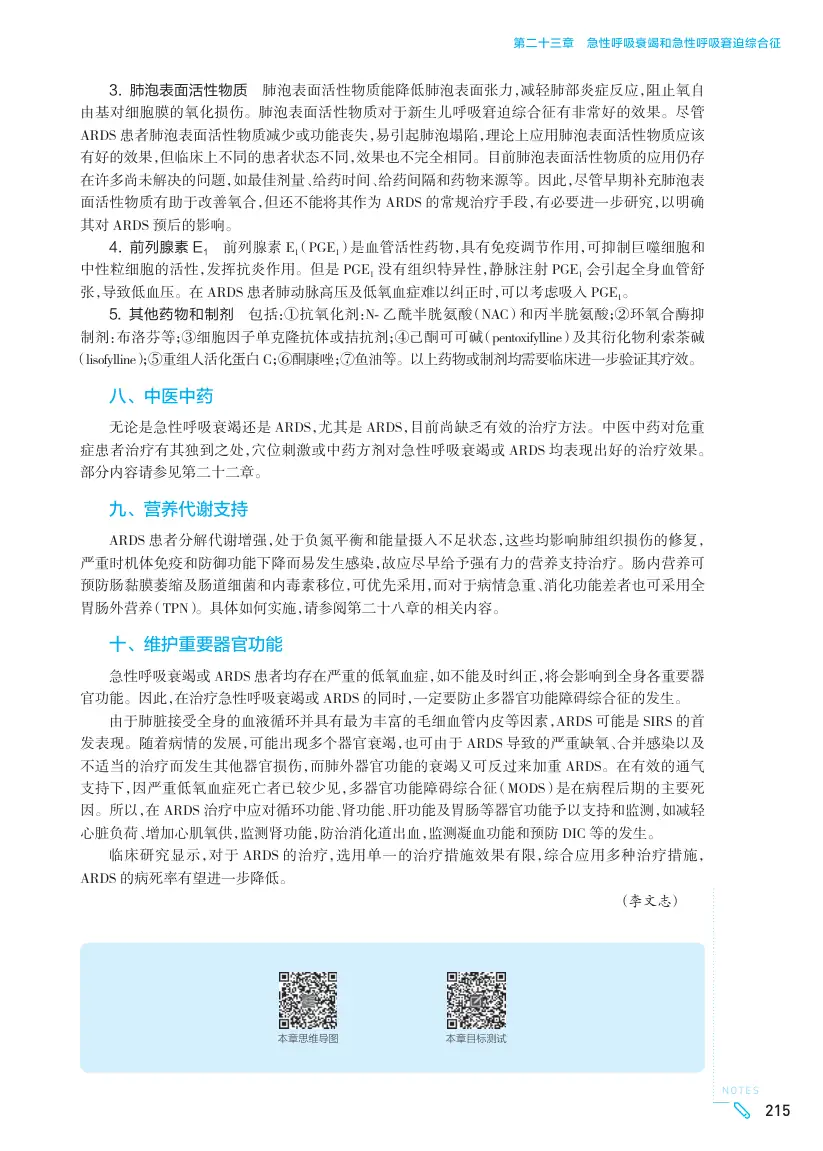 第二十三章　急性呼吸衰竭和急性呼吸窘迫综合征
3. 肺泡表面活性物质　肺泡表面活性物质能降低肺泡表面张力,减轻肺部炎症反应,阻止氧自
由基对细胞膜的氧化损伤。肺泡表面活性物质对于新生儿呼吸窘迫综合征有非常好的效果。尽管
ARDS 患者肺泡表面活性物质减少或功能丧失,易引起肺泡塌陷,理论上应用肺泡表面活性物质应该
有好的效果,但临床上不同的患者状态不同,效果也不完全相同。目前肺泡表面活性物质的应用仍存
在许多尚未解决的问题,如最佳剂量、给药时间、给药间隔和药物来源等。因此,尽管早期补充肺泡表
面活性物质有助于改善氧合,但还不能将其作为 ARDS 的常规治疗手段,有必要进一步研究,以明确
其对 ARDS 预后的影响。
4. 前列腺素 E₁　前列腺素 E₁(PGE₁)是血管活性药物,具有免疫调节作用,可抑制巨噬细胞和
中性粒细胞的活性,发挥抗炎作用。但是 PGE₁ 没有组织特异性,静脉注射 PGE₁ 会引起全身血管舒
张,导致低血压。在 ARDS 患者肺动脉高压及低氧血症难以纠正时,可以考虑吸入 PGE₁。
5. 其他药物和制剂　包括:①抗氧化剂:N- 乙酰半胱氨酸(NAC)和丙半胱氨酸;②环氧合酶抑
制剂:布洛芬等;③细胞因子单克隆抗体或拮抗剂;④己酮可可碱(pentoxifylline)及其衍化物利索茶碱
(lisofylline);⑤重组人活化蛋白 C;⑥酮康唑;⑦鱼油等。以上药物或制剂均需要临床进一步验证其疗效。
八、中医中药
无论是急性呼吸衰竭还是 ARDS,尤其是 ARDS,目前尚缺乏有效的治疗方法。中医中药对危重
症患者治疗有其独到之处,穴位刺激或中药方剂对急性呼吸衰竭或 ARDS 均表现出好的治疗效果。
部分内容请参见第二十二章。
九、营养代谢支持
ARDS 患者分解代谢增强,处于负氮平衡和能量摄入不足状态,这些均影响肺组织损伤的修复,
严重时机体免疫和防御功能下降而易发生感染,故应尽早给予强有力的营养支持治疗。肠内营养可
预防肠黏膜萎缩及肠道细菌和内毒素移位,可优先采用,而对于病情急重、消化功能差者也可采用全
胃肠外营养(TPN)。具体如何实施,请参阅第二十八章的相关内容。
十、维护重要器官功能
急性呼吸衰竭或 ARDS 患者均存在严重的低氧血症,如不能及时纠正,将会影响到全身各重要器
官功能。因此,在治疗急性呼吸衰竭或 ARDS 的同时,一定要防止多器官功能障碍综合征的发生。
由于肺脏接受全身的血液循环并具有最为丰富的毛细血管内皮等因素,ARDS 可能是 SIRS 的首
发表现。随着病情的发展,可能出现多个器官衰竭,也可由于 ARDS 导致的严重缺氧、合并感染以及
不适当的治疗而发生其他器官损伤,而肺外器官功能的衰竭又可反过来加重 ARDS。在有效的通气
支持下,因严重低氧血症死亡者已较少见,多器官功能障碍综合征(MODS)是在病程后期的主要死
因。所以,在 ARDS 治疗中应对循环功能、肾功能、肝功能及胃肠等器官功能予以支持和监测,如减轻
心脏负荷、增加心肌氧供,监测肾功能,防治消化道出血,监测凝血功能和预防 DIC 等的发生。
临床研究显示,对于 ARDS 的治疗,选用单一的治疗措施效果有限,综合应用多种治疗措施,
ARDS 的病死率有望进一步降低。
(李文志)
本章思维导图
本章目标测试
NOTES
215